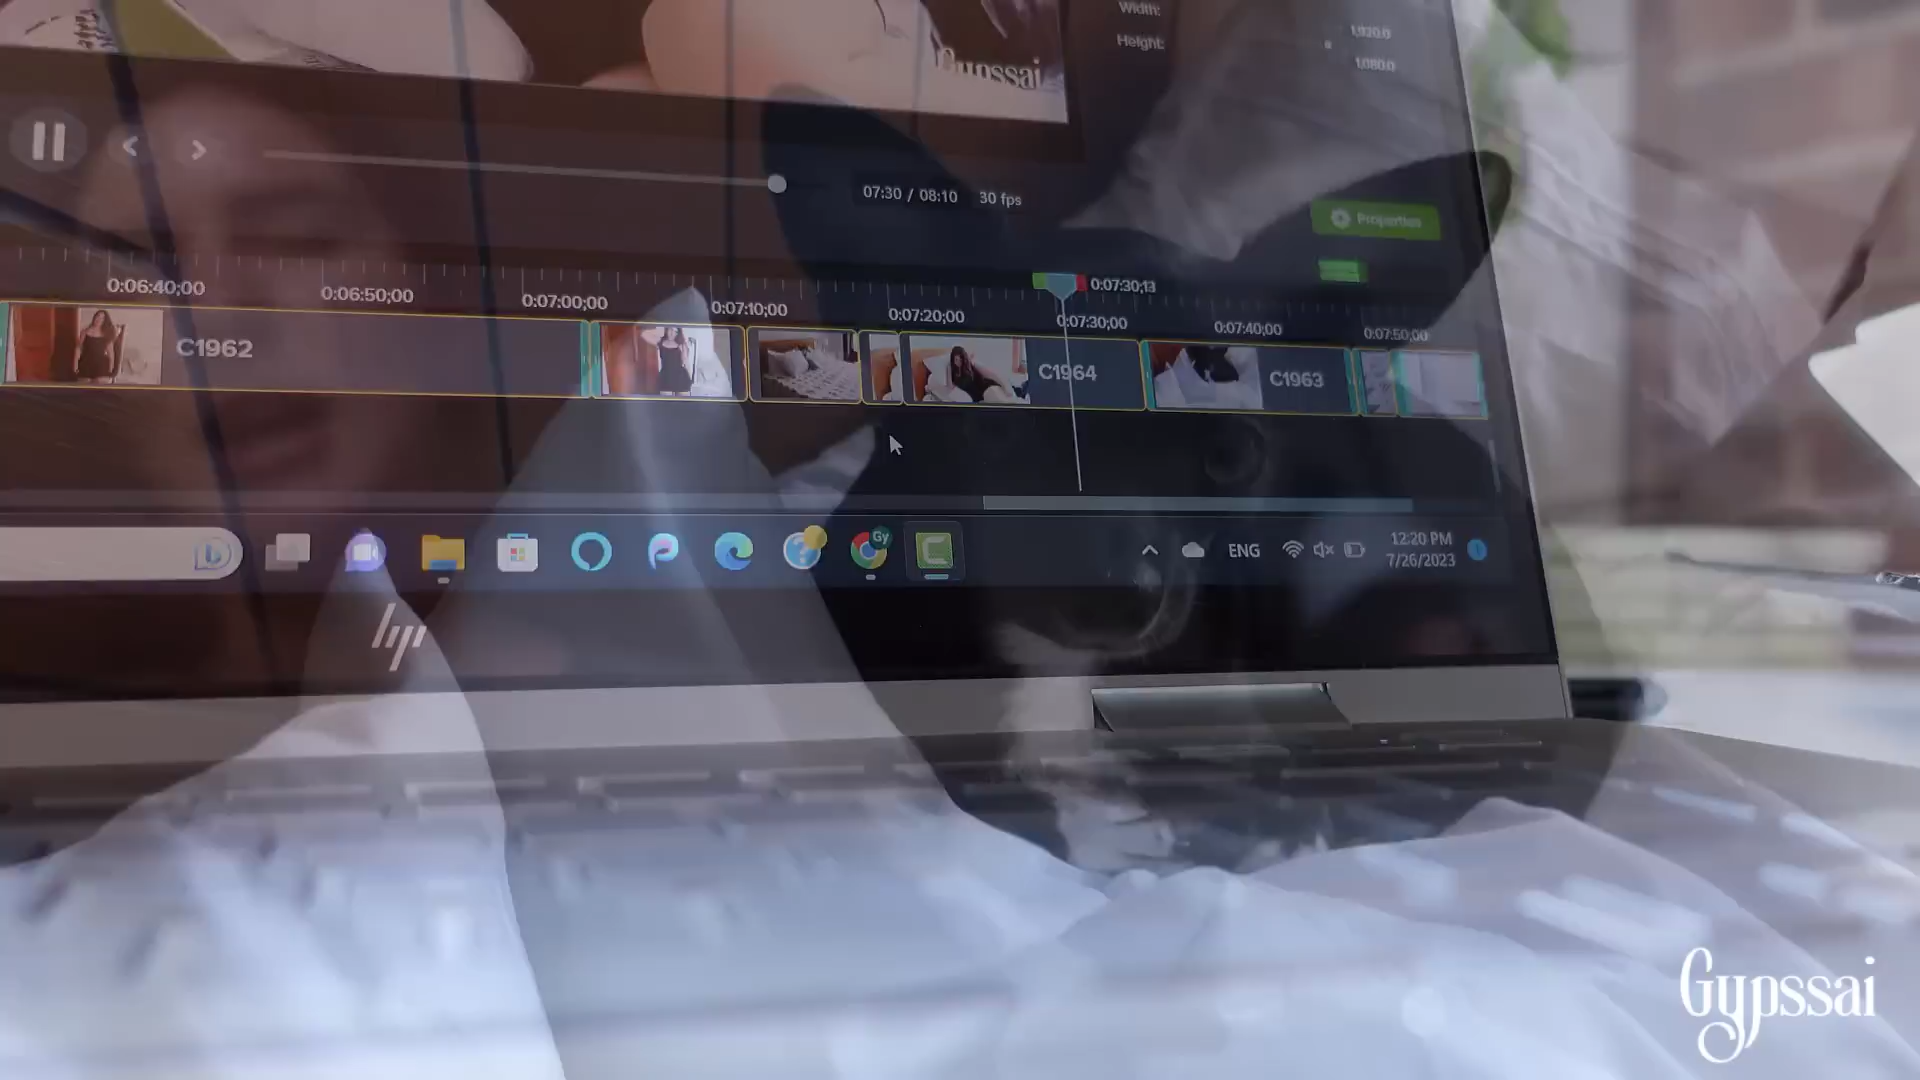 Width:
1,920.0
Height:
1,080.0
Gypssai
07:30 / 08:10 30 fps
Properties
0:07:30;13
0:06:40;00
0:06:50;00
0:07:00;00
0:07:10;00
0:07:20;00
0:07:30;00
0:07:40;00
0:07:50;00
C1962
C1964
C1963
Gy
ENG
12:20 PM
7/26/2023
hp
Gypssai